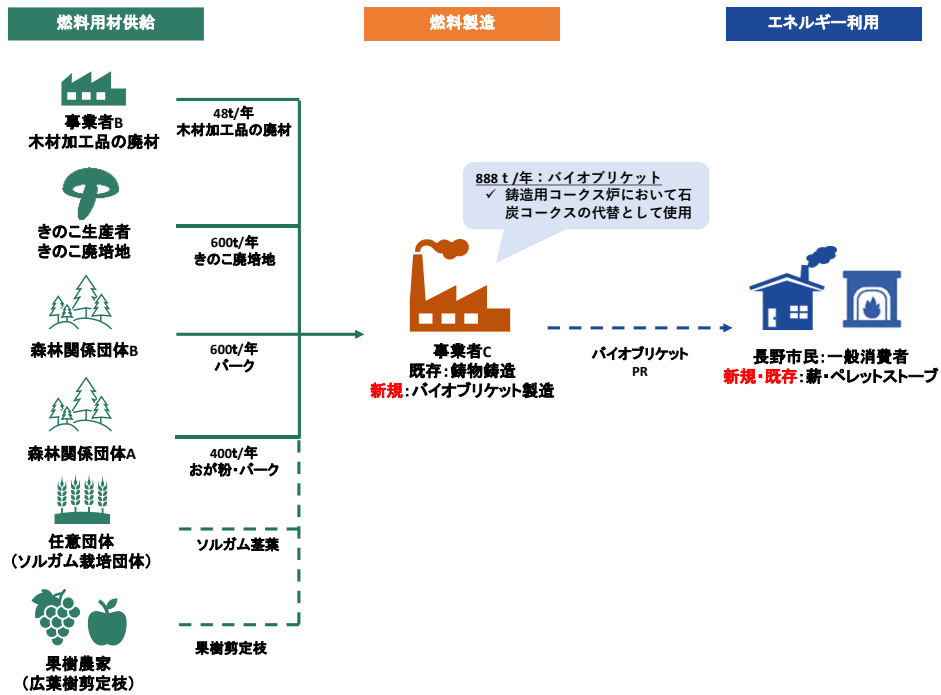 燃料用材供給
燃料製造
エネルギー利用
事業者B
木材加工品の廃材
48t/年
木材加工品の廃材
きのこ生産者
きのこ廃培地
600t/年
きのこ廃培地
森林関係団体B
600t/年
バーク
森林関係団体A
400t/年
おが粉・バーク
任意団体
（ソルガム栽培団体）
ソルガム茎葉
果樹農家
（広葉樹剪定枝）
果樹剪定枝
888ｔ/年：バイオブリケット
✓ 鋳造用コークス炉において石
炭コークスの代替として使用
事業者C
既存：鋳物鋳造
新規：バイオブリケット製造
バイオブリケット
PR
長野市民：一般消費者
新規・既存：薪・ペレットストーブ